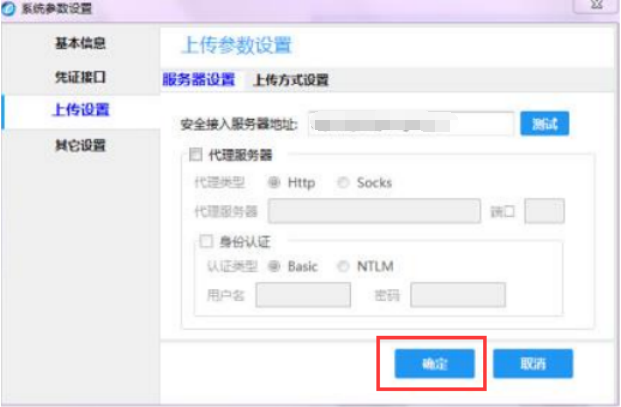 系统参数设置
基本信息
凭证接口
上传设置
其它设置
上传参数设置
服务器设置 上传方式设置
安全接入服务器地址: 测试
代理服务器
代理类型 Http Socks
代理服务器 端口
身份认证
认证类型 Basic NTLM
用户名 密码
确定 取消